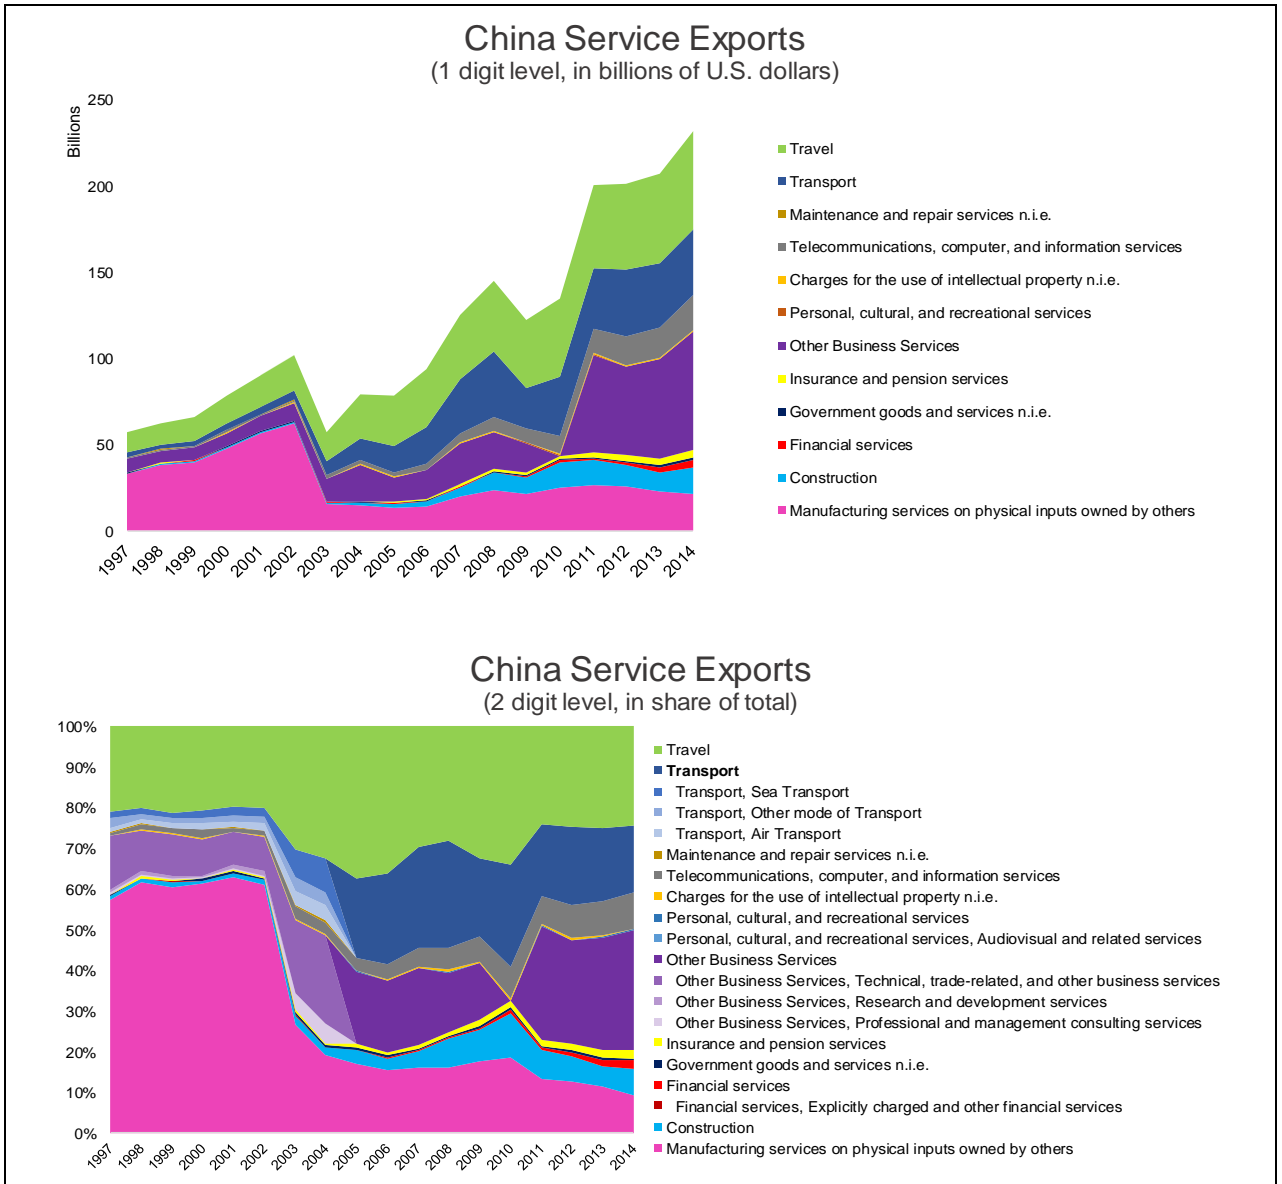 China Service Exports
(1 digit level, in billions of U.S. dollars)
Billions
250
200
150
100
50
0
1997
1998
1999
2000
2001
2002
2003
2004
2005
2006
2007
2008
2009
2010
2011
2012
2013
2014
Travel
Transport
Maintenance and repair services n.i.e.
Telecommunications, computer, and information services
Charges for the use of intellectual property n.i.e.
Personal, cultural, and recreational services
Other Business Services
Insurance and pension services
Government goods and services n.i.e.
Financial services
Construction
Manufacturing services on physical inputs owned by others
China Service Exports
(2 digit level, in share of total)
100%
90%
80%
70%
60%
50%
40%
30%
20%
10%
0%
1997
1998
1999
2000
2001
2002
2003
2004
2005
2006
2007
2008
2009
2010
2011
2012
2013
2014
Travel
Transport
Transport, Sea Transport
Transport, Other mode of Transport
Transport, Air Transport
Maintenance and repair services n.i.e.
Telecommunications, computer, and information services
Charges for the use of intellectual property n.i.e.
Personal, cultural, and recreational services
Personal, cultural, and recreational services, Audiovisual and related services
Other Business Services
Other Business Services, Technical, trade-related, and other business services
Other Business Services, Research and development services
Other Business Services, Professional and management consulting services
Insurance and pension services
Government goods and services n.i.e.
Financial services
Financial services, Explicitly charged and other financial services
Construction
Manufacturing services on physical inputs owned by others